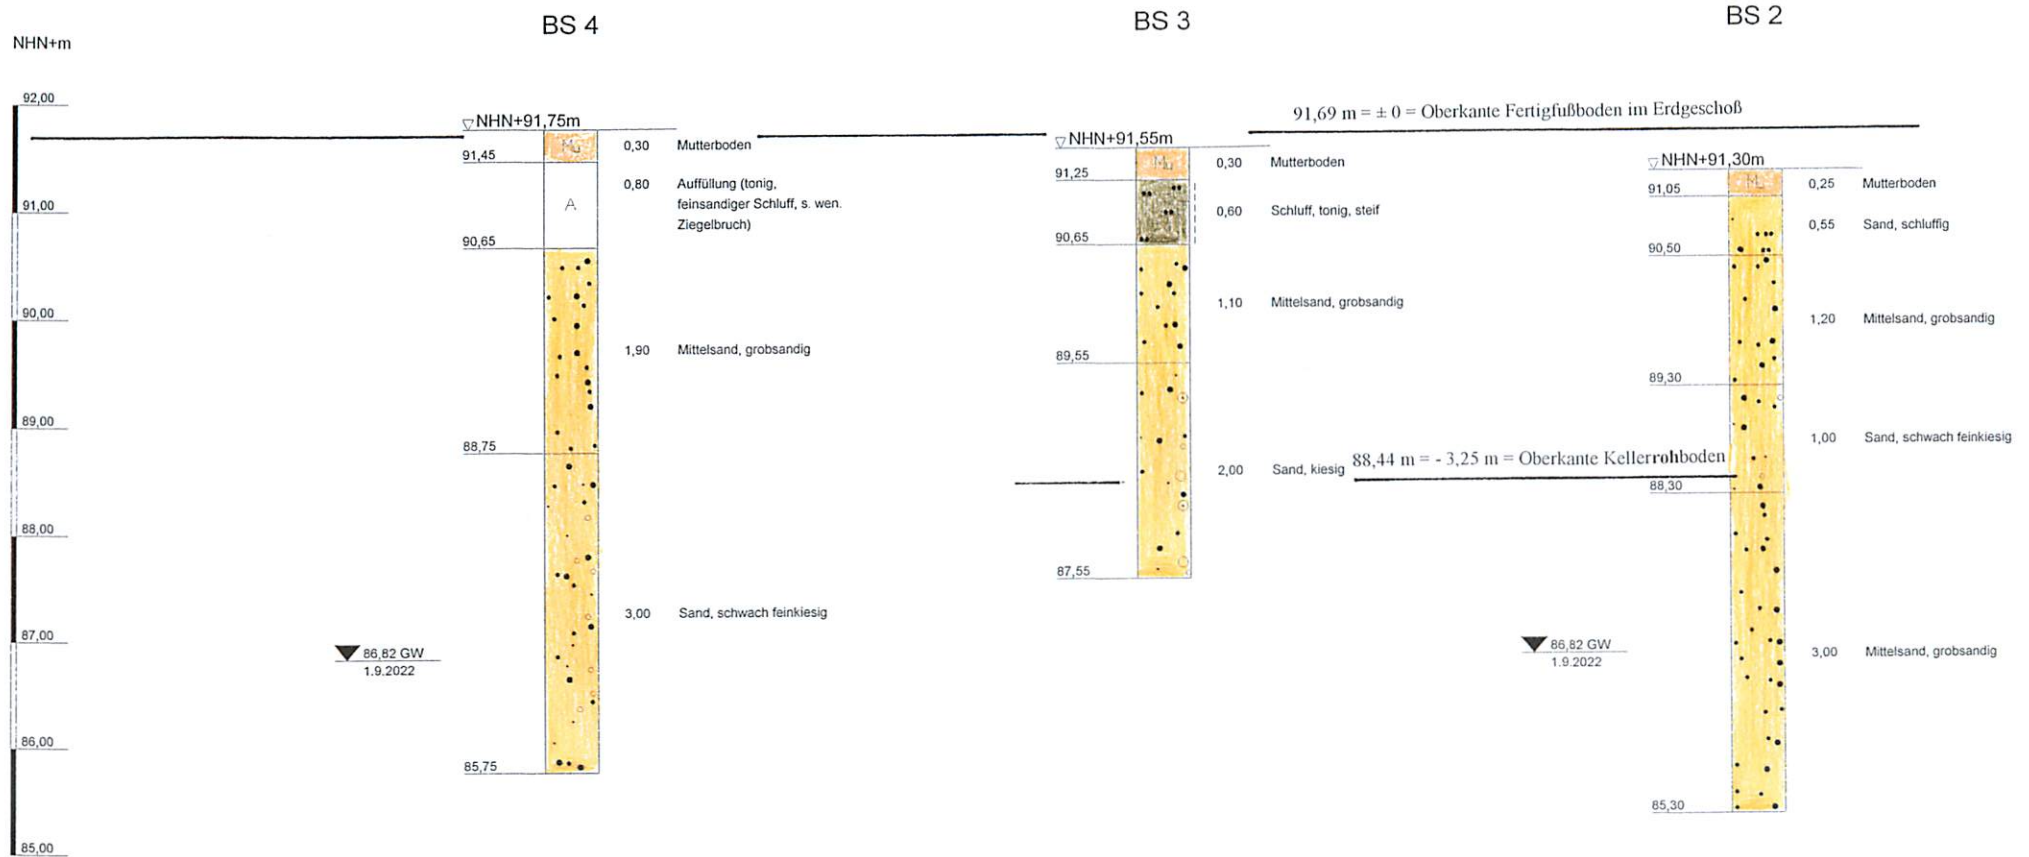 BS 4
BS 3
BS 2
NHN+m
92,00
91,00
90,00
89,00
88,00
87,00
86,00
85,00
91,69 m = ± 0 = Oberkante Fertigfußboden im Erdgeschoß
NHN+91,75m
Mu
0,30 Mutterboden
91,45
A
0,80 Auffüllung (tonig,
feinsandiger Schluff, s. wen.
Ziegelbruch)
90,65
1,90 Mittelsand, grobsandig
88,75
3,00 Sand, schwach feinkiesig
86,82 GW
1.9.2022
85,75
NHN+91,55m
Mu
0,30 Mutterboden
91,25
0,60 Schluff, tonig, steif
90,65
1,10 Mittelsand, grobsandig
89,55
2,00 Sand, kiesig
88,44 m = - 3,25 m = Oberkante Kellerrohboden
87,55
NHN+91,30m
Mu
0,25 Mutterboden
91,05
0,55 Sand, schluffig
90,50
1,20 Mittelsand, grobsandig
89,30
1,00 Sand, schwach feinkiesig
88,30
86,82 GW
1.9.2022
3,00 Mittelsand, grobsandig
85,30